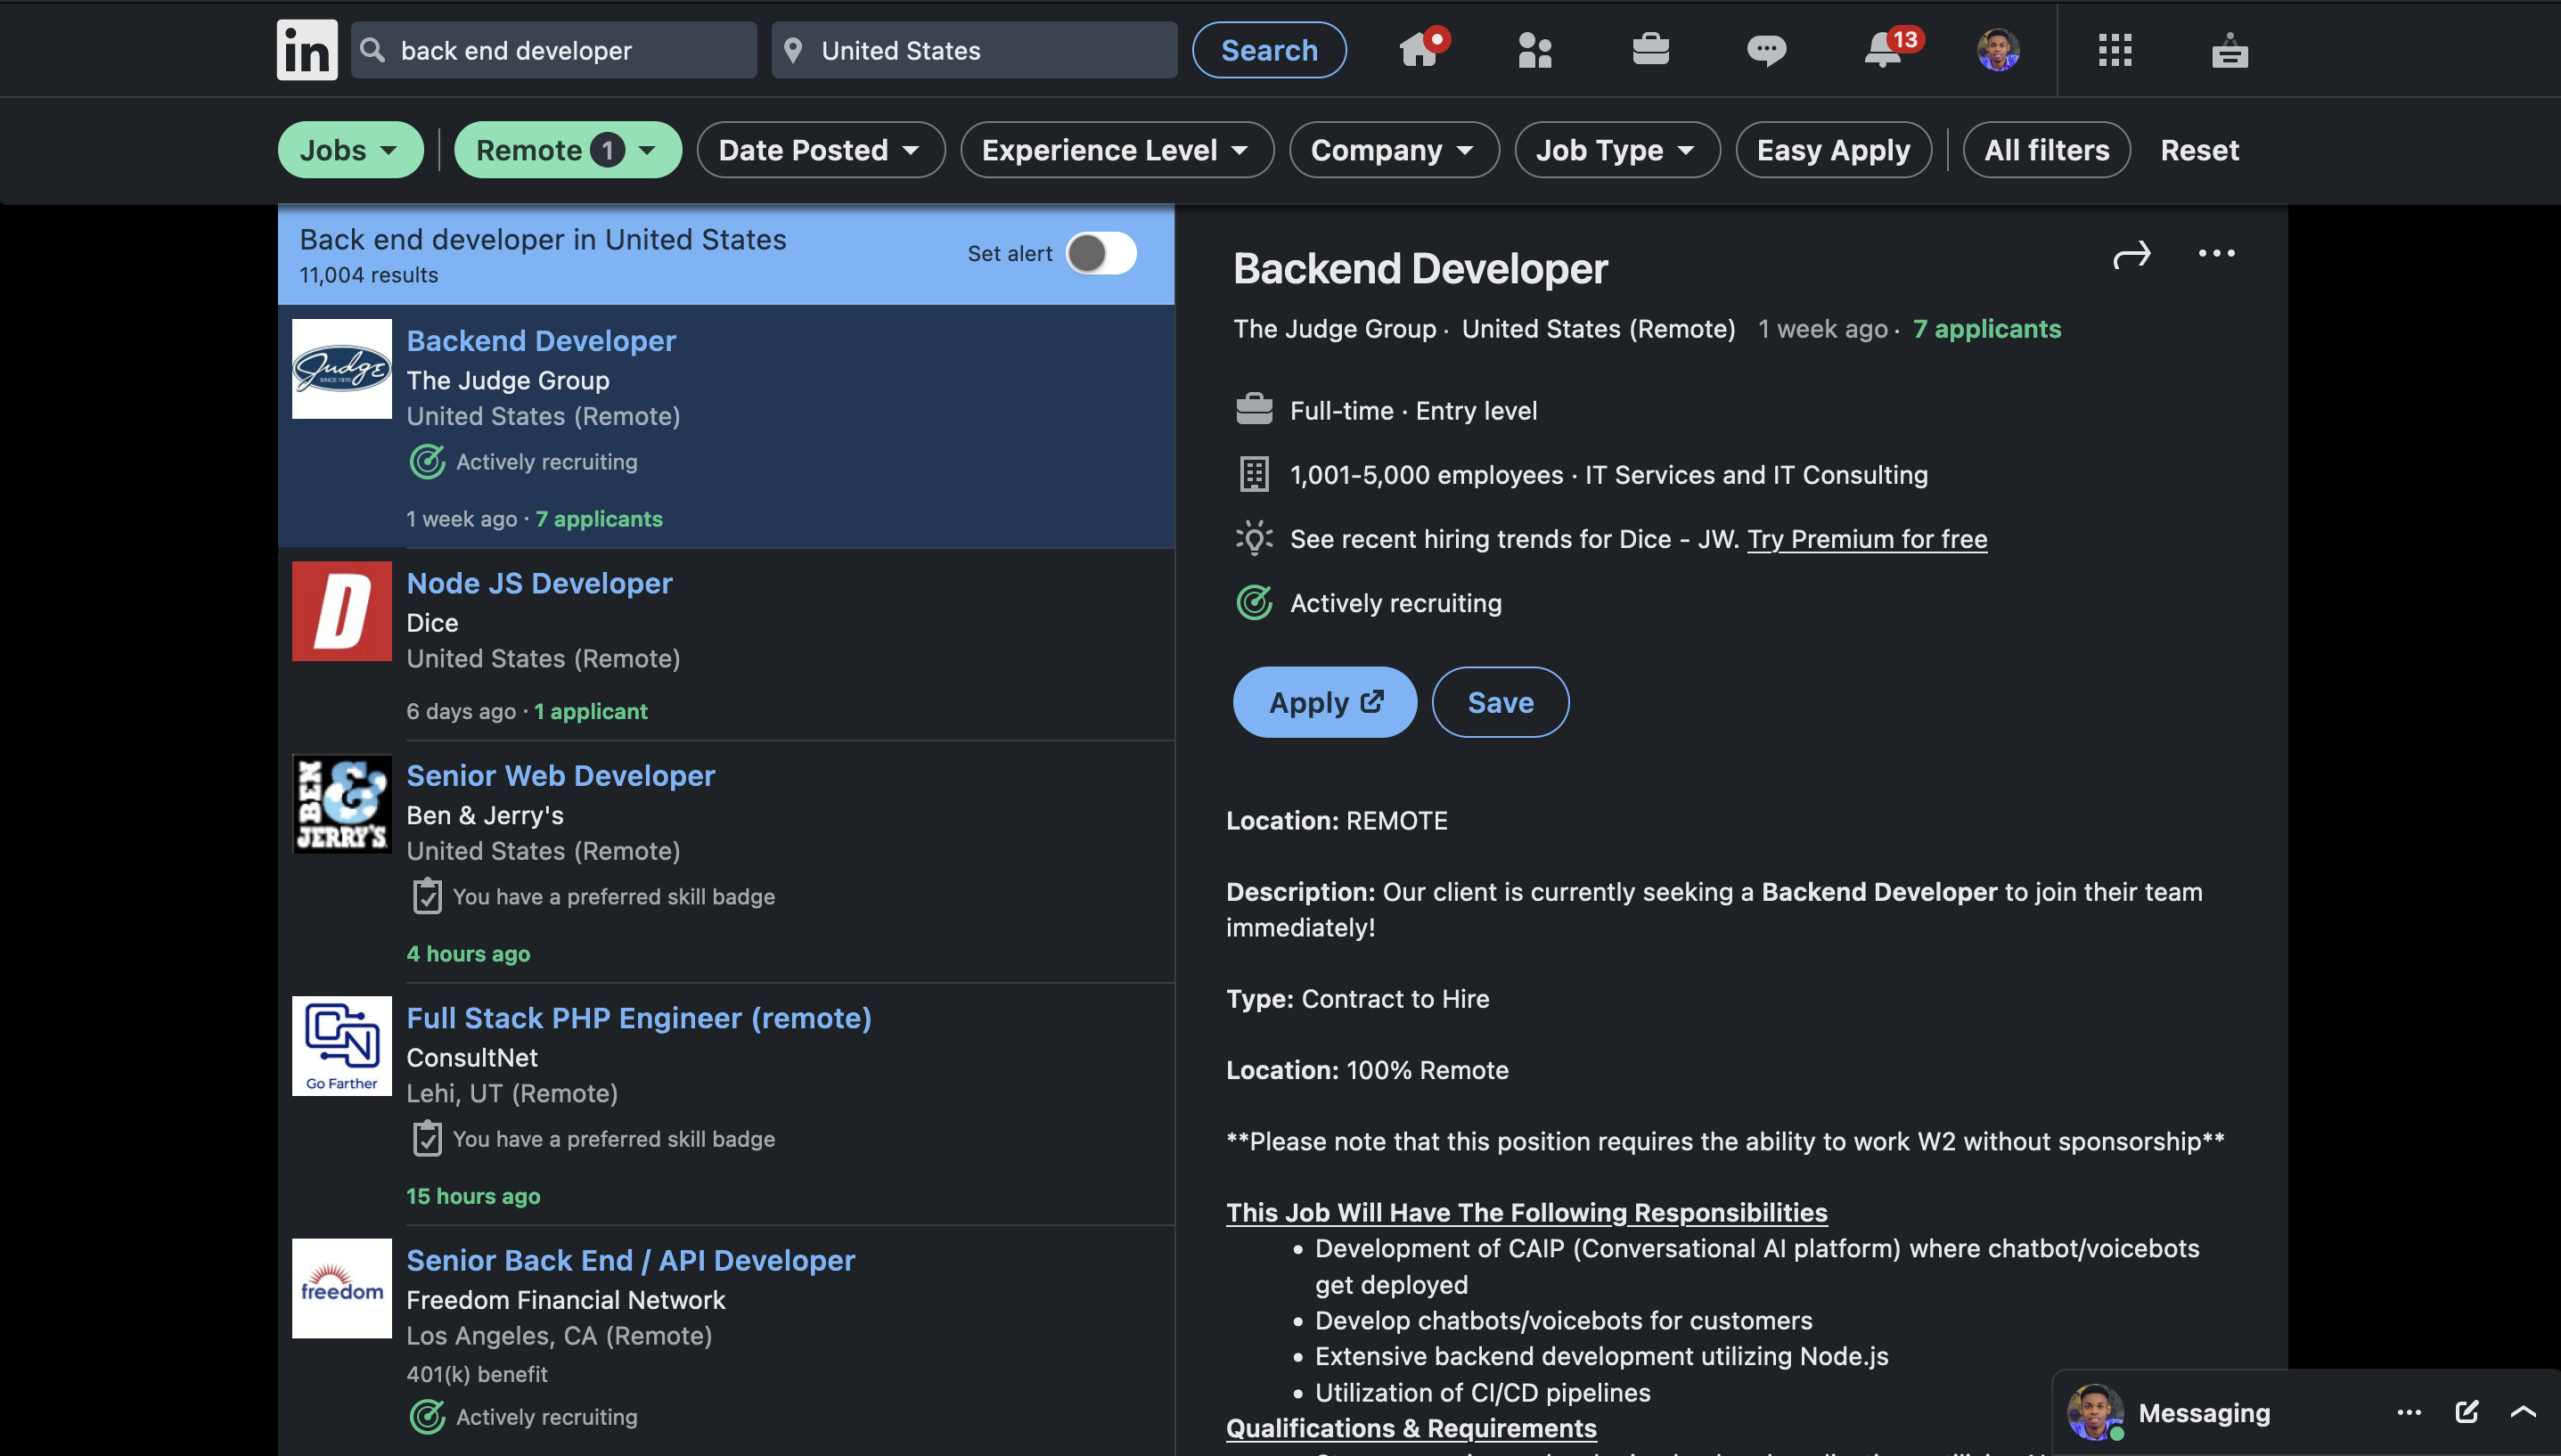 in
back end developer
United States
Search
13
Jobs
Remote 1
Date Posted
Experience Level
Company
Job Type
Easy Apply
All filters
Reset
Back end developer in United States
11,004 results
Set alert
Judge
SINCE 1970
Backend Developer
The Judge Group
United States (Remote)
Actively recruiting
1 week ago · 7 applicants
D
Node JS Developer
Dice
United States (Remote)
6 days ago · 1 applicant
BEN & JERRY'S
Senior Web Developer
Ben & Jerry's
United States (Remote)
You have a preferred skill badge
4 hours ago
CN
Go Farther
Full Stack PHP Engineer (remote)
ConsultNet
Lehi, UT (Remote)
You have a preferred skill badge
15 hours ago
freedom
Senior Back End / API Developer
Freedom Financial Network
Los Angeles, CA (Remote)
401(k) benefit
Actively recruiting
Backend Developer
The Judge Group · United States (Remote) 1 week ago · 7 applicants
Full-time · Entry level
1,001-5,000 employees · IT Services and IT Consulting
See recent hiring trends for Dice - JW. Try Premium for free
Actively recruiting
Apply
Save
Location: REMOTE
Description: Our client is currently seeking a Backend Developer to join their team
immediately!
Type: Contract to Hire
Location: 100% Remote
**Please note that this position requires the ability to work W2 without sponsorship**
This Job Will Have The Following Responsibilities
• Development of CAIP (Conversational AI platform) where chatbot/voicebots
get deployed
• Develop chatbots/voicebots for customers
• Extensive backend development utilizing Node.js
• Utilization of CI/CD pipelines
Qualifications & Requirements
Messaging